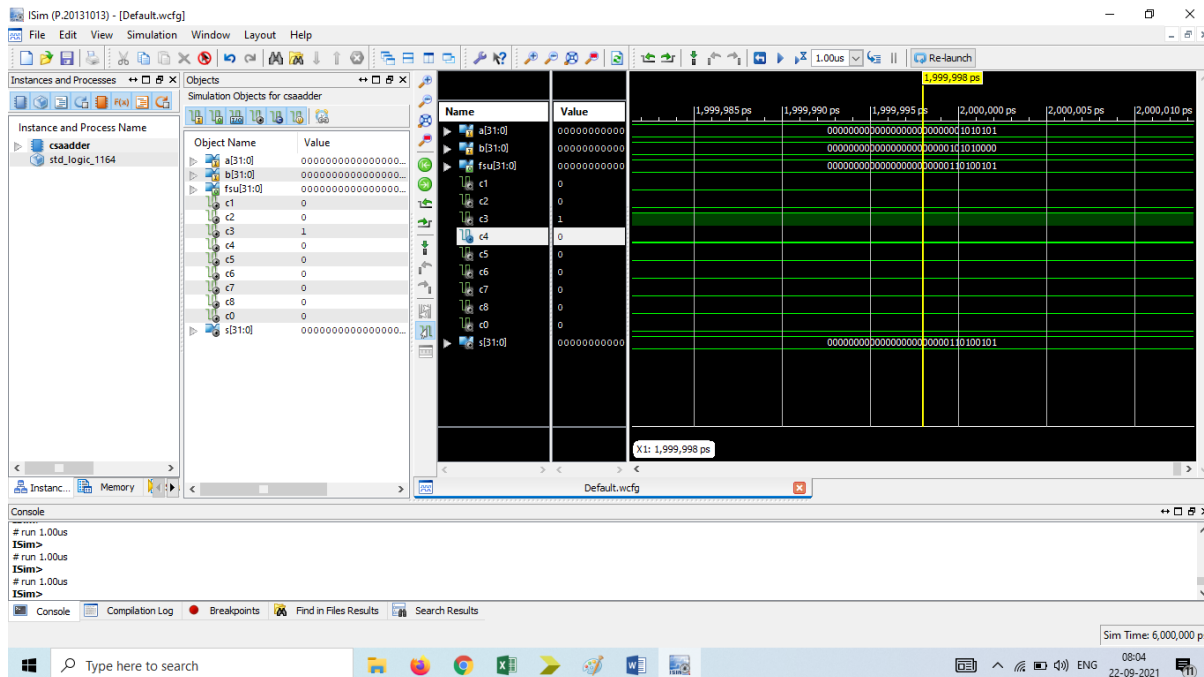 ISim (P.20131013) - [Default.wcfg]
File Edit View Simulation Window Layout Help
1.00us Re-launch
Instances and Processes
Instance and Process Name
csaadder
std_logic_1164
Instanc... Memory
Objects
Simulation Objects for csaadder
Object Name Value
a[31:0] 0000000000000000...
b[31:0] 0000000000000000...
fsu[31:0] 0000000000000000...
c1 0
c2 0
c3 1
c4 0
c5 0
c6 0
c7 0
c8 0
c0 0
s[31:0] 0000000000000000...
1,999,998 ps
Name Value
1,999,985 ps 1,999,990 ps 1,999,995 ps 2,000,000 ps 2,000,005 ps 2,000,010 ps
a[31:0] 00000000000 00000000000000000000000001010101
b[31:0] 00000000000 00000000000000000000000101010000
fsu[31:0] 00000000000 00000000000000000000000110100101
c1 0
c2 0
c3 1
c4 0
c5 0
c6 0
c7 0
c8 0
c0 0
s[31:0] 00000000000 00000000000000000000000110100101
X1: 1,999,998 ps
Default.wcfg
Console
# run 1.00us
ISim>
# run 1.00us
ISim>
# run 1.00us
ISim>
Console Compilation Log Breakpoints Find in Files Results Search Results
Sim Time: 6,000,000 p
Type here to search
ENG
08:04
22-09-2021